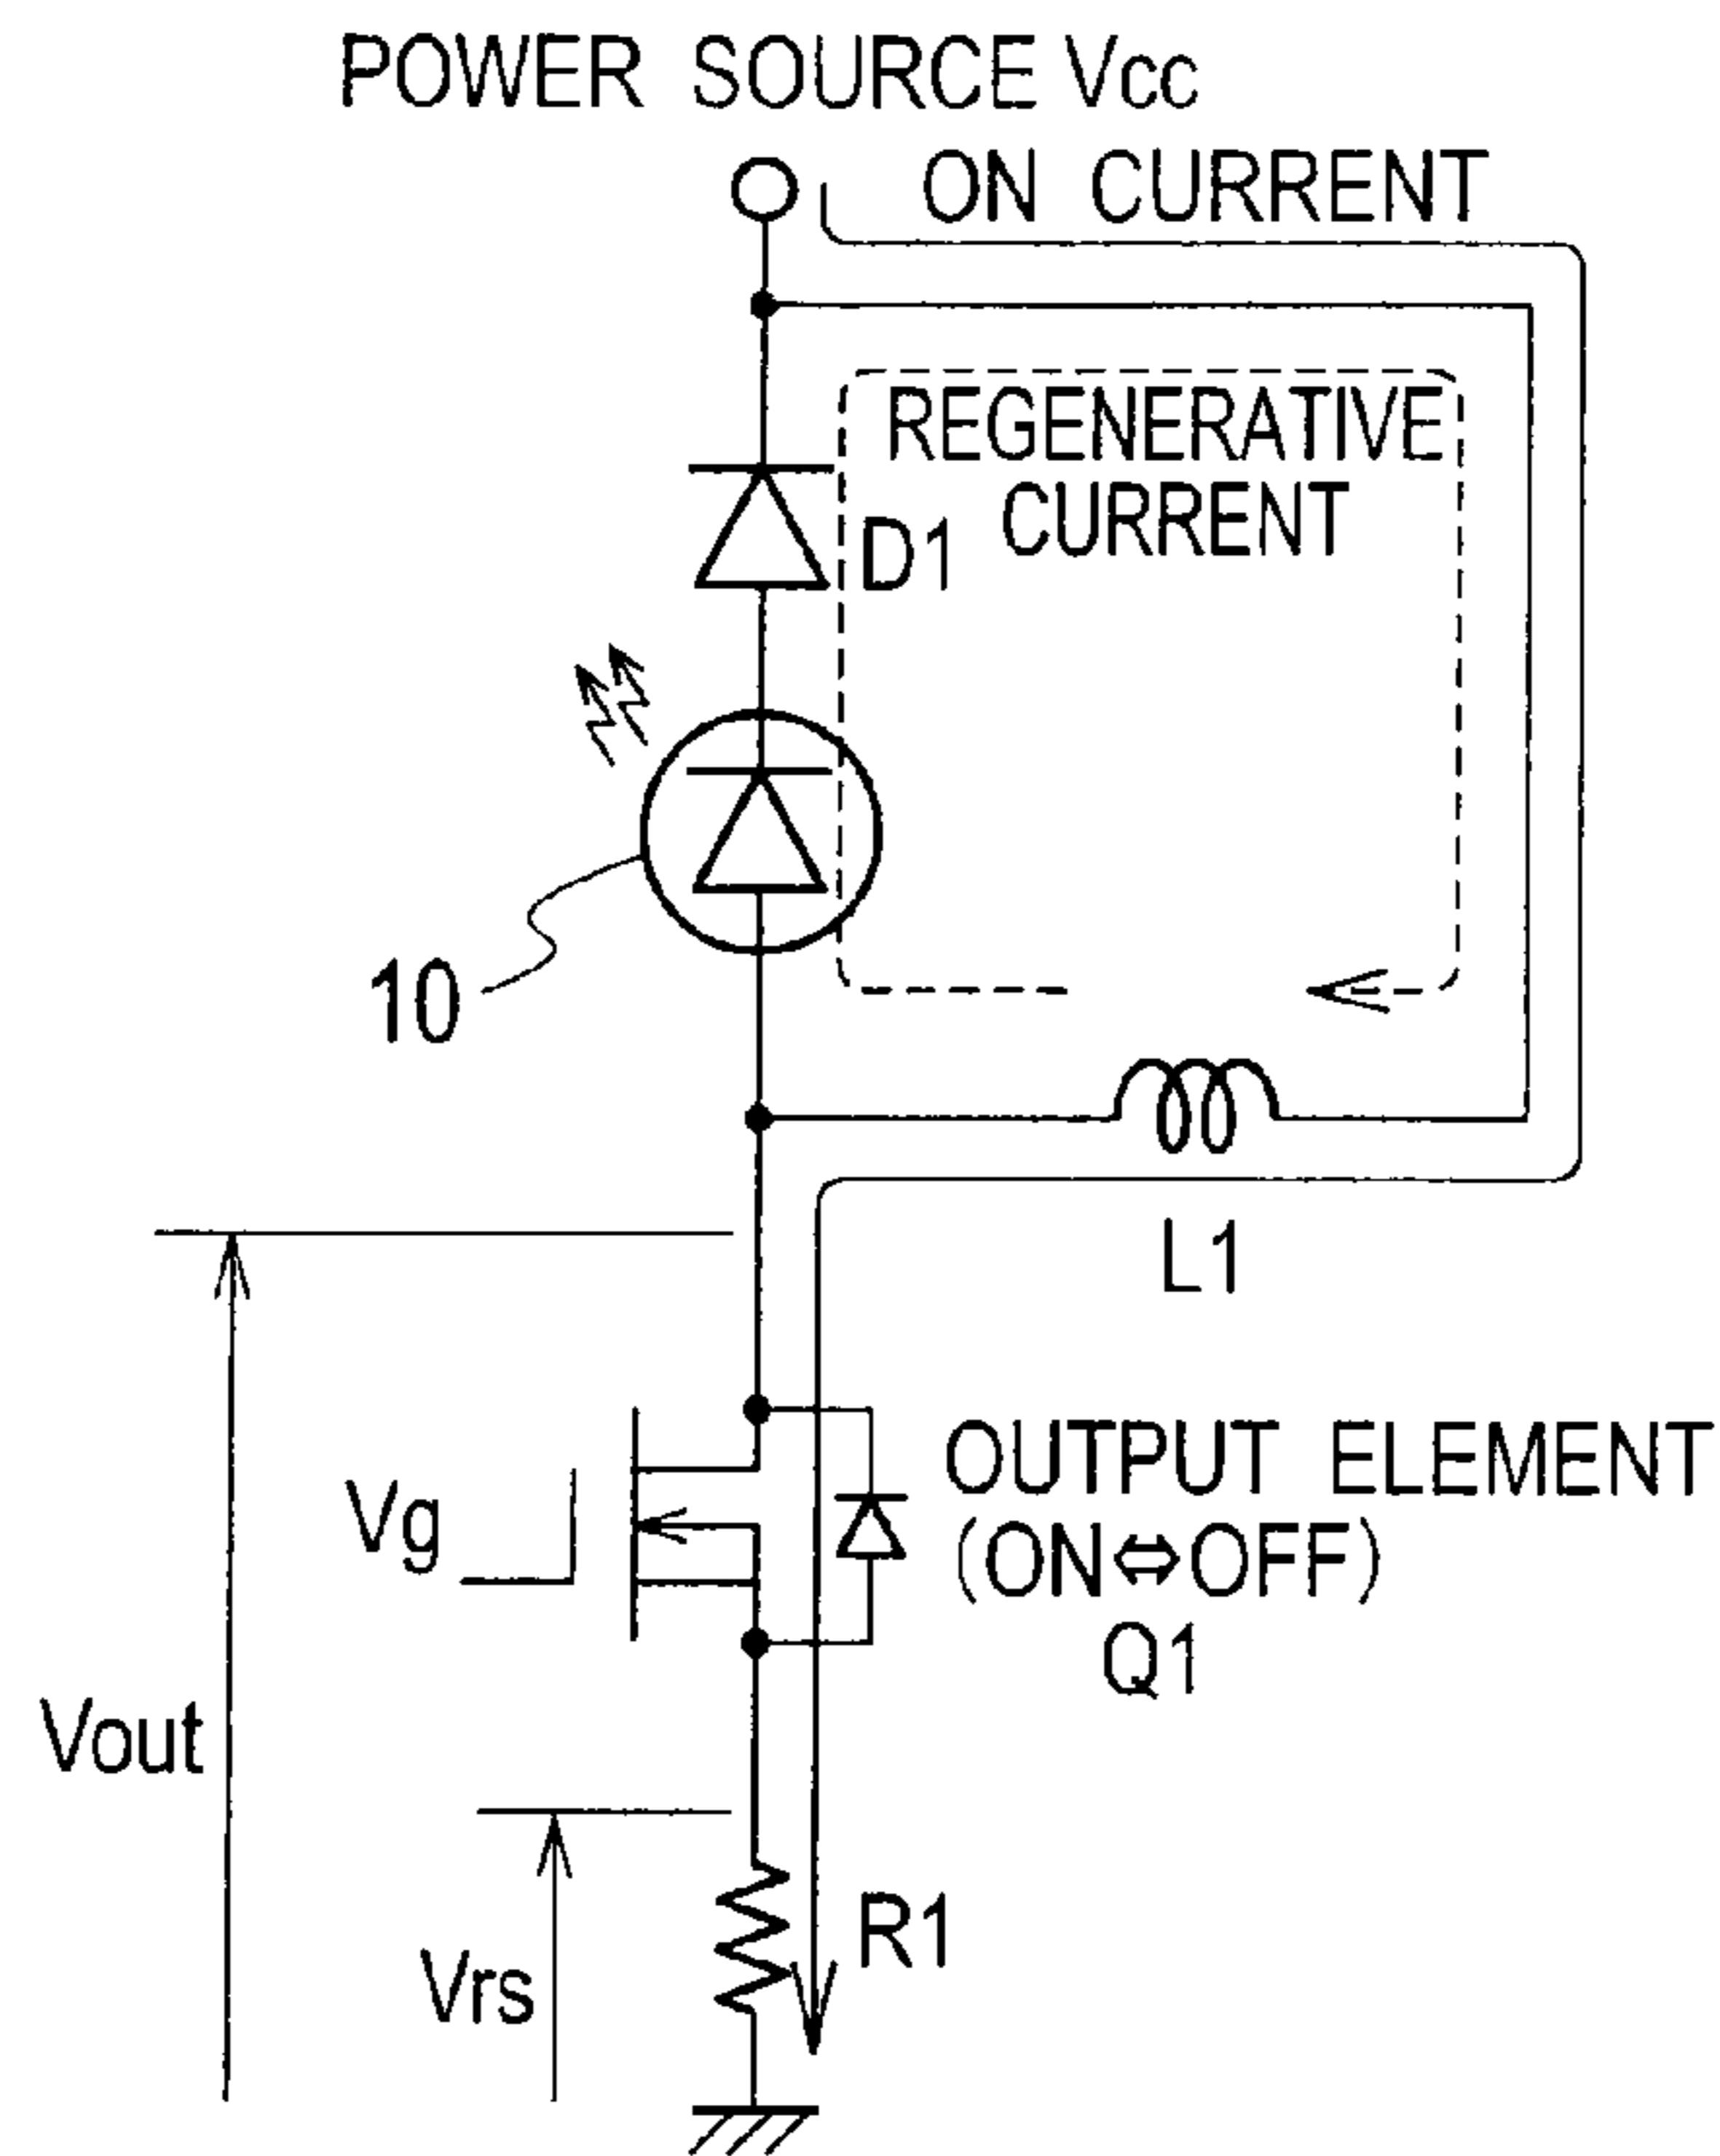 POWER SOURCE Vcc
ON CURRENT
REGENERATIVE
CURRENT
D1
10
L1
Vg
OUTPUT ELEMENT
(ON⇔OFF)
Q1
Vout
Vrs
R1